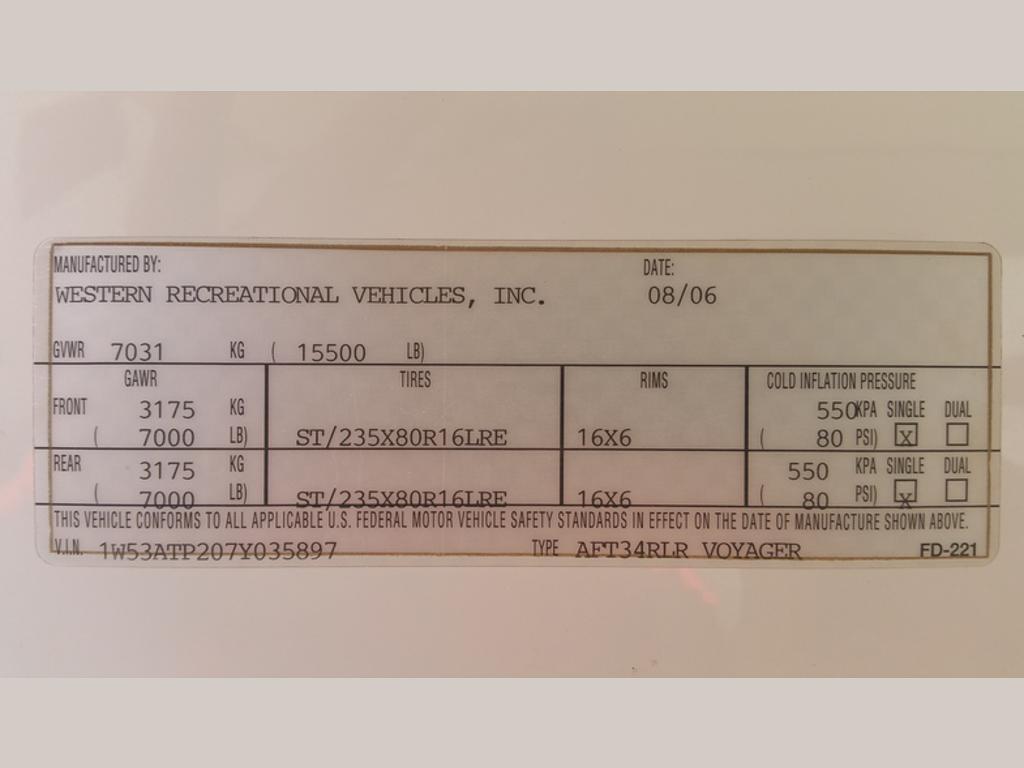 MANUFACTURED BY: DATE:
WESTERN RECREATIONAL VEHICLES, INC. 08/06
GVWR 7031 KG ( 15500 LB)
GAWR TIRES RIMS COLD INFLATION PRESSURE
FRONT 3175 KG 550 KPA SINGLE DUAL
( 7000 LB) ST/235X80R16LRE 16X6 ( 80 PSI) X
REAR 3175 KG 550 KPA SINGLE DUAL
( 7000 LB) ST/235X80R16LRE 16X6 ( 80 PSI) X
THIS VEHICLE CONFORMS TO ALL APPLICABLE U.S. FEDERAL MOTOR VEHICLE SAFETY STANDARDS IN EFFECT ON THE DATE OF MANUFACTURE SHOWN ABOVE.
V.I.N. 1W53ATP207Y035897 TYPE AFT34RLR VOYAGER FD-221